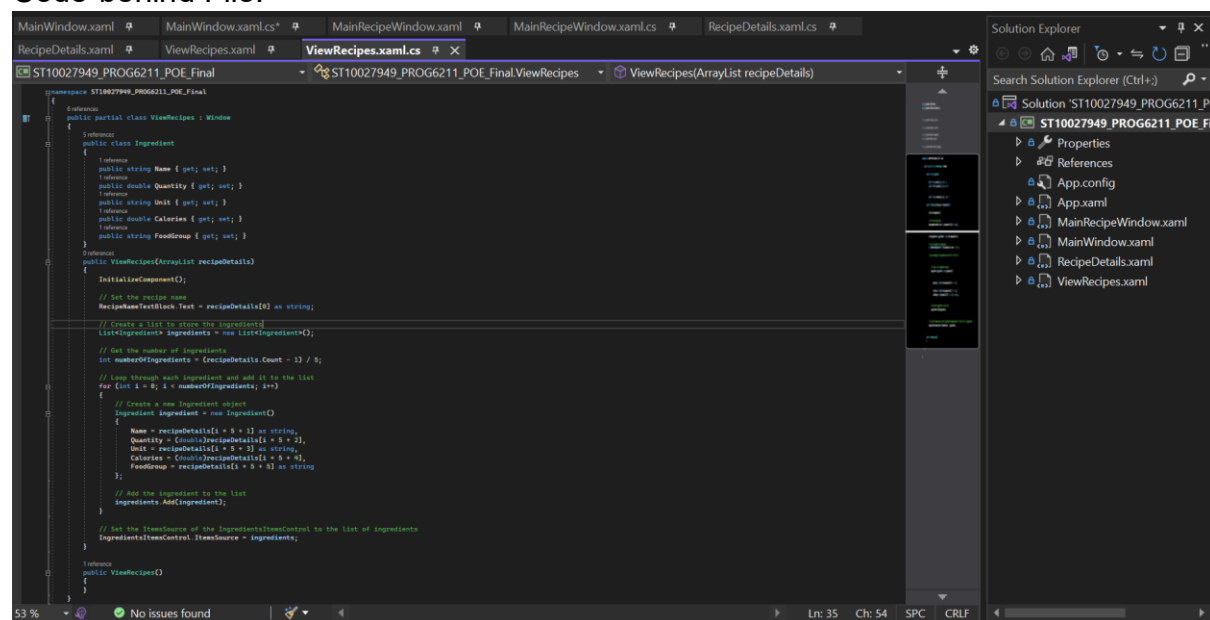 Code-behind File:
MainWindow.xaml MainWindow.xaml.cs* MainRecipeWindow.xaml MainRecipeWindow.xaml.cs RecipeDetails.xaml.cs
RecipeDetails.xaml ViewRecipes.xaml ViewRecipes.xaml.cs
ST10027949_PROG6211_POE_Final ST10027949_PROG6211_POE_Final.ViewRecipes ViewRecipes(ArrayList recipeDetails)
namespace ST10027949_PROG6211_POE_Final
{
0 references
public partial class ViewRecipes : Window
{
5 references
public class Ingredient
{
1 reference
public string Name { get; set; }
1 reference
public double Quantity { get; set; }
1 reference
public string Unit { get; set; }
1 reference
public double Calories { get; set; }
1 reference
public string FoodGroup { get; set; }
}
0 references
public ViewRecipes(ArrayList recipeDetails)
{
InitializeComponent();
// Set the recipe name
RecipeNameTextBlock.Text = recipeDetails[0] as string;
// Create a list to store the ingredients
List<Ingredient> ingredients = new List<Ingredient>();
// Get the number of ingredients
int numberOfIngredients = (recipeDetails.Count - 1) / 5;
// Loop through each ingredient and add it to the list
for (int i = 0; i < numberOfIngredients; i++)
{
// Create a new Ingredient object
Ingredient ingredient = new Ingredient()
{
Name = recipeDetails[i * 5 + 1] as string,
Quantity = (double)recipeDetails[i * 5 + 2],
Unit = recipeDetails[i * 5 + 3] as string,
Calories = (double)recipeDetails[i * 5 + 4],
FoodGroup = recipeDetails[i * 5 + 5] as string
};
// Add the ingredient to the list
ingredients.Add(ingredient);
}
// Set the ItemsSource of the IngredientsItemsControl to the list of ingredients
IngredientsItemsControl.ItemsSource = ingredients;
}
1 reference
public ViewRecipes()
{
}
}
53 % No issues found Ln: 35 Ch: 54 SPC CRLF
Solution Explorer
Search Solution Explorer (Ctrl+;)
Solution 'ST10027949_PROG6211_P
ST10027949_PROG6211_POE_Fi
Properties
References
App.config
App.xaml
MainRecipeWindow.xaml
MainWindow.xaml
RecipeDetails.xaml
ViewRecipes.xaml